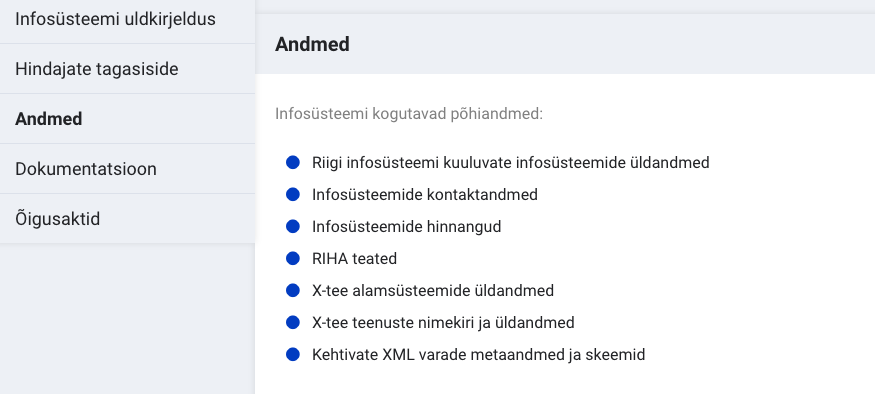 Infosüsteemi uldkirjeldus
Hindajate tagasiside
Andmed
Dokumentatsioon
Õigusaktid
Andmed
Infosüsteemi kogutavad põhiandmed:
Riigi infosüsteemi kuuluvate infosüsteemide üldandmed
Infosüsteemide kontaktandmed
Infosüsteemide hinnangud
RIHA teated
X-tee alamsüsteemide üldandmed
X-tee teenuste nimekiri ja üldandmed
Kehtivate XML varade metaandmed ja skeemid